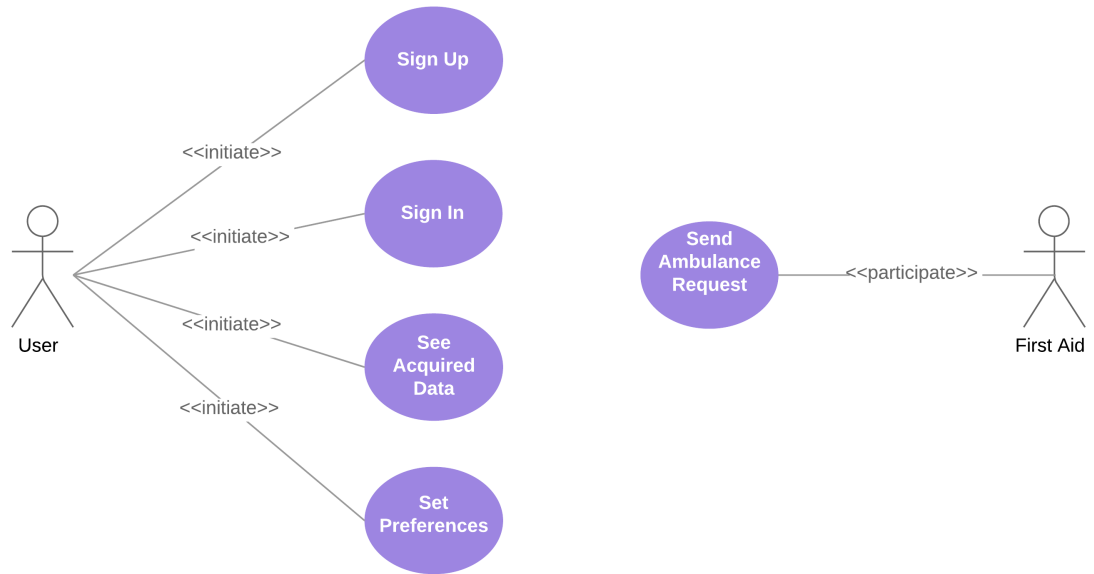 Sign Up
<<initiate>>
Sign In
<<initiate>>
User
<<initiate>>
See
Acquired
Data
<<initiate>>
Set
Preferences
Send
Ambulance
Request
<<participate>>
First Aid